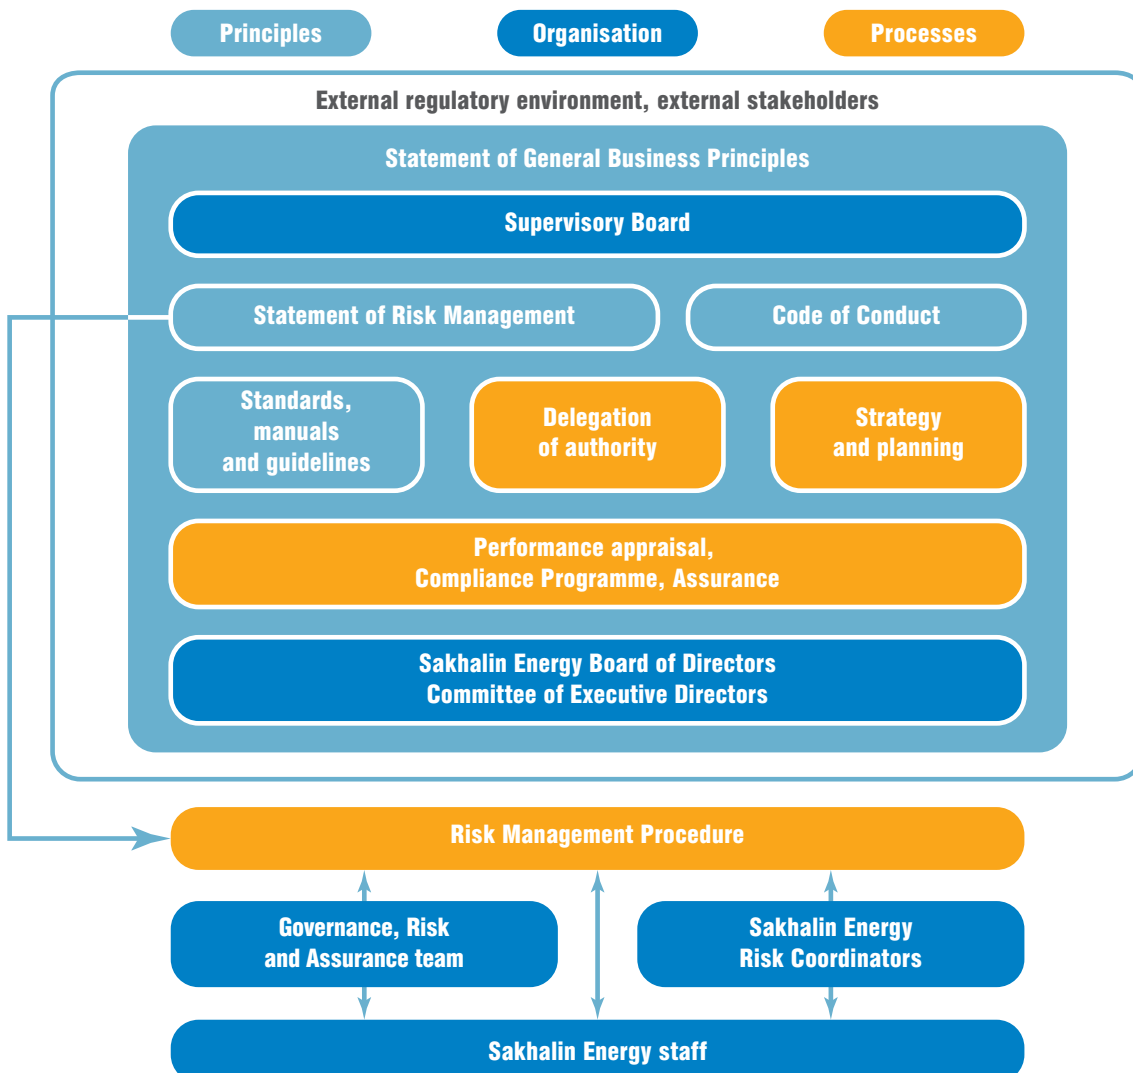 Principles
Organisation
Processes
External regulatory environment, external stakeholders
Statement of General Business Principles
Supervisory Board
Statement of Risk Management
Code of Conduct
Standards,
manuals
and guidelines
Delegation
of authority
Strategy
and planning
Performance appraisal,
Compliance Programme, Assurance
Sakhalin Energy Board of Directors
Committee of Executive Directors
Risk Management Procedure
Governance, Risk
and Assurance team
Sakhalin Energy
Risk Coordinators
Sakhalin Energy staff